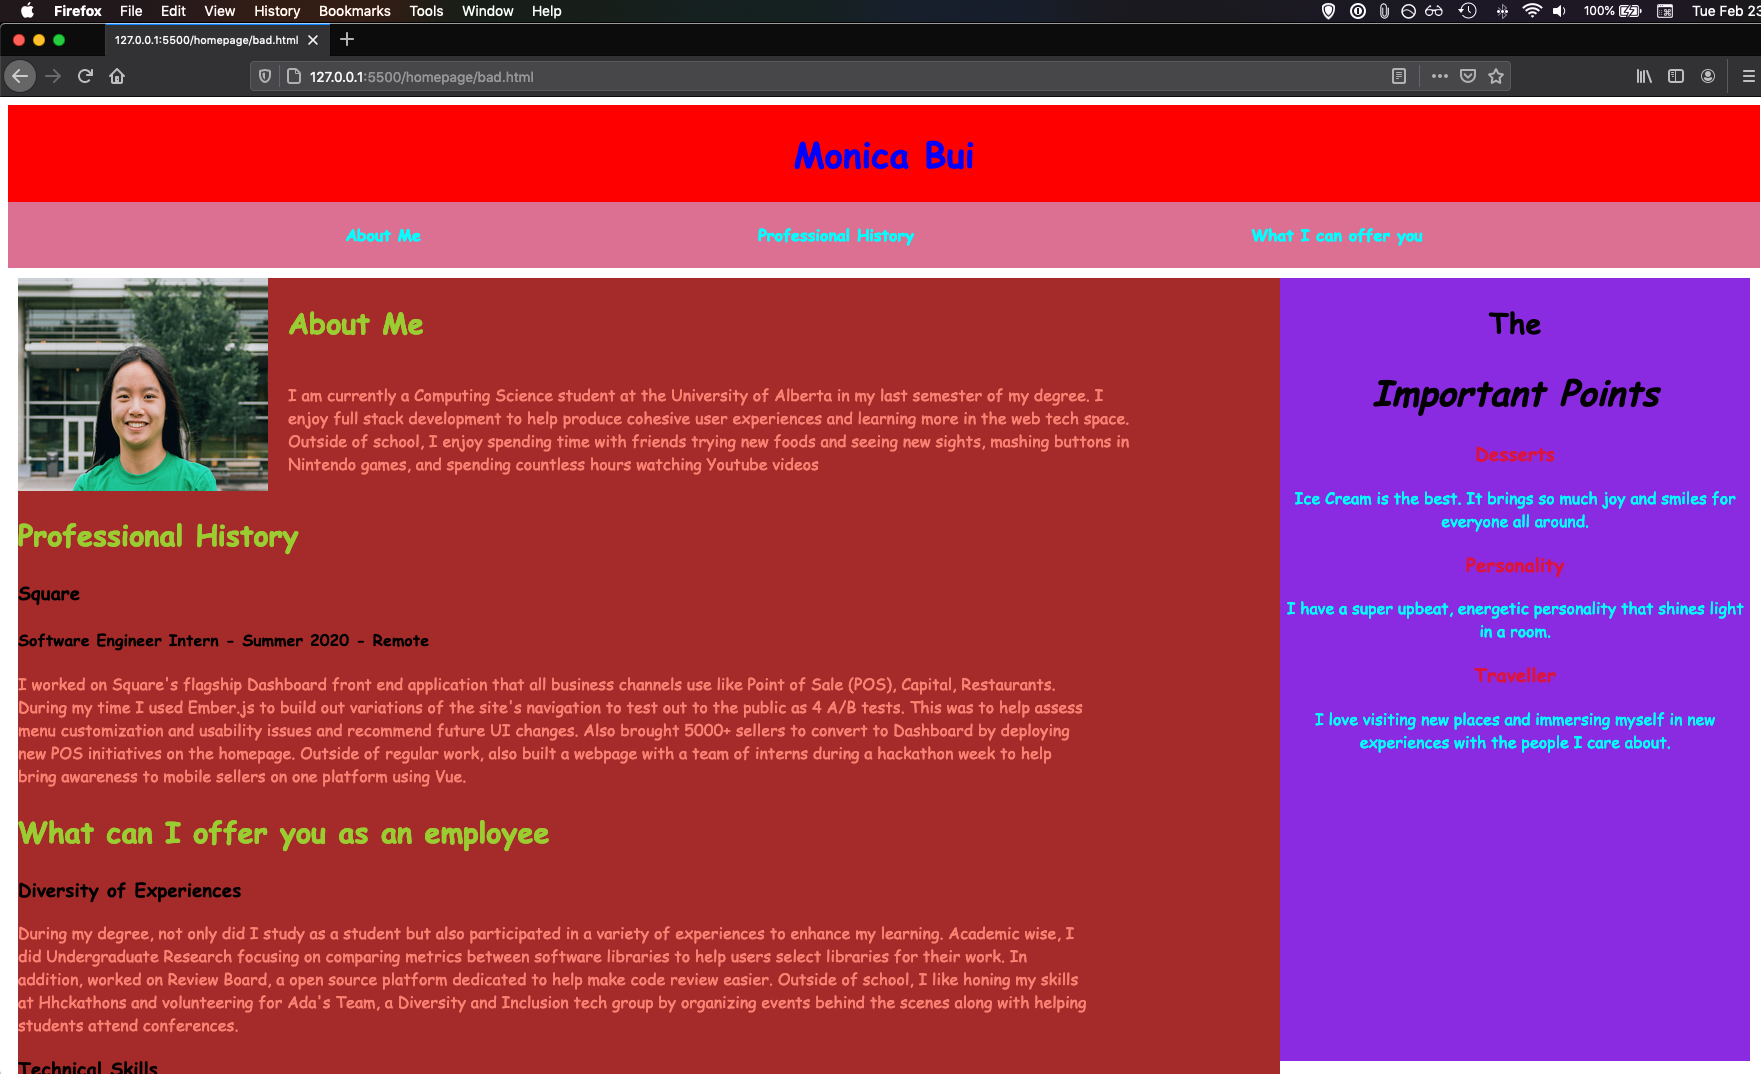 Firefox File Edit View History Bookmarks Tools Window Help 100% Tue Feb 23
127.0.0.1:5500/homepage/bad.html
127.0.0.1:5500/homepage/bad.html
Monica Bui
About Me Professional History What I can offer you
About Me
I am currently a Computing Science student at the University of Alberta in my last semester of my degree. I
enjoy full stack development to help produce cohesive user experiences and learning more in the web tech space.
Outside of school, I enjoy spending time with friends trying new foods and seeing new sights, mashing buttons in
Nintendo games, and spending countless hours watching Youtube videos
Professional History
Square
Software Engineer Intern - Summer 2020 - Remote
I worked on Square's flagship Dashboard front end application that all business channels use like Point of Sale (POS), Capital, Restaurants.
During my time I used Ember.js to build out variations of the site's navigation to test out to the public as 4 A/B tests. This was to help assess
menu customization and usability issues and recommend future UI changes. Also brought 5000+ sellers to convert to Dashboard by deploying
new POS initiatives on the homepage. Outside of regular work, also built a webpage with a team of interns during a hackathon week to help
bring awareness to mobile sellers on one platform using Vue.
What can I offer you as an employee
Diversity of Experiences
During my degree, not only did I study as a student but also participated in a variety of experiences to enhance my learning. Academic wise, I
did Undergraduate Research focusing on comparing metrics between software libraries to help users select libraries for their work. In
addition, worked on Review Board, a open source platform dedicated to help make code review easier. Outside of school, I like honing my skills
at Hhckathons and volunteering for Ada's Team, a Diversity and Inclusion tech group by organizing events behind the scenes along with helping
students attend conferences.
Technical Skills
The
Important Points
Desserts
Ice Cream is the best. It brings so much joy and smiles for
everyone all around.
Personality
I have a super upbeat, energetic personality that shines light
in a room.
Traveller
I love visiting new places and immersing myself in new
experiences with the people I care about.